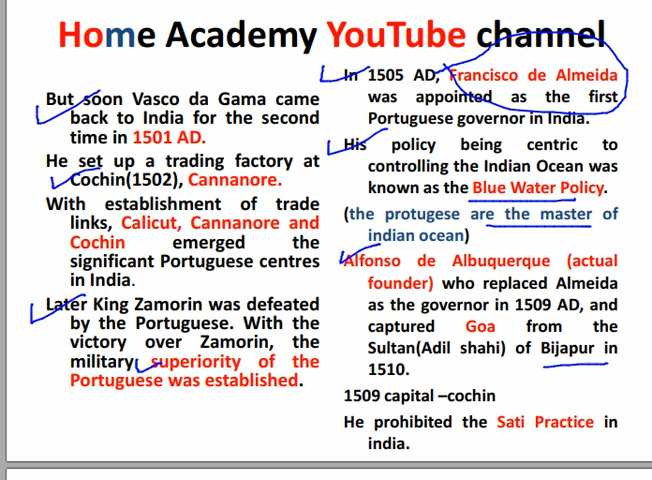 Home Academy YouTube channel
But soon Vasco da Gama came
back to India for the second
time in 1501 AD.
He set up a trading factory at
Cochin(1502), Cannanore.
With establishment of trade
links, Calicut, Cannanore and
Cochin emerged the
significant Portuguese centres
in India.
Later King Zamorin was defeated
by the Portuguese. With the
victory over Zamorin, the
military superiority of the
Portuguese was established.
In 1505 AD, Francisco de Almeida
was appointed as the first
Portuguese governor in India.
His policy being centric to
controlling the Indian Ocean was
known as the Blue Water Policy.
(the protugese are the master of
indian ocean)
Alfonso de Albuquerque (actual
founder) who replaced Almeida
as the governor in 1509 AD, and
captured Goa from the
Sultan(Adil shahi) of Bijapur in
1510.
1509 capital –cochin
He prohibited the Sati Practice in
india.